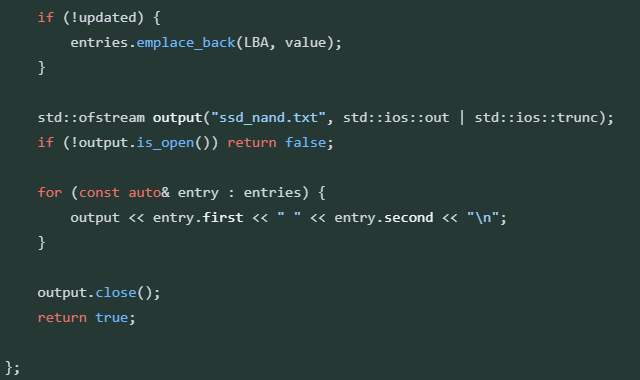 if (!updated) {
entries.emplace_back(LBA, value);
}
std::ofstream output("ssd_nand.txt", std::ios::out | std::ios::trunc);
if (!output.is_open()) return false;
for (const auto& entry : entries) {
output << entry.first << " " << entry.second << "\n";
}
output.close();
return true;
};